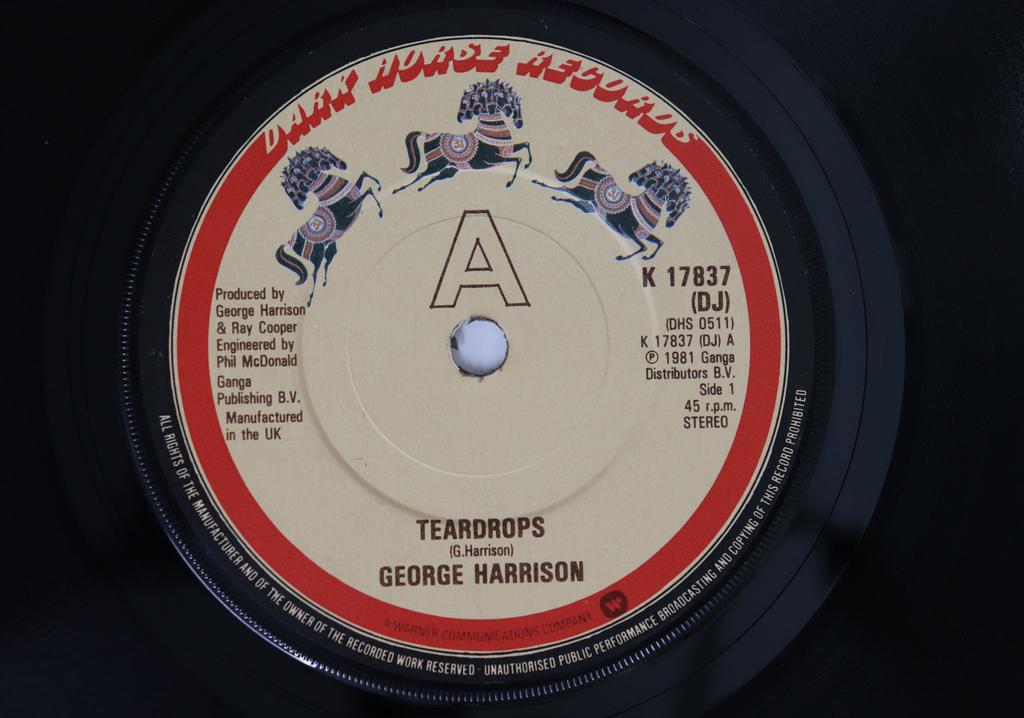 DARK HORSE RECORDS
A
K 17837
(DJ)
(DHS 0511)
K 17837 (DJ) A
℗ 1981 Ganga
Distributors B.V.
Side 1
45 r.p.m.
STEREO
Produced by
George Harrison
& Ray Cooper
Engineered by
Phil McDonald
Ganga
Publishing B.V.
Manufactured
in the UK
TEARDROPS
(G.Harrison)
GEORGE HARRISON
A WARNER COMMUNICATIONS COMPANY
ALL RIGHTS OF THE MANUFACTURER AND OF THE OWNER OF THE RECORDED WORK RESERVED - UNAUTHORISED PUBLIC PERFORMANCE BROADCASTING AND COPYING OF THIS RECORD PROHIBITED